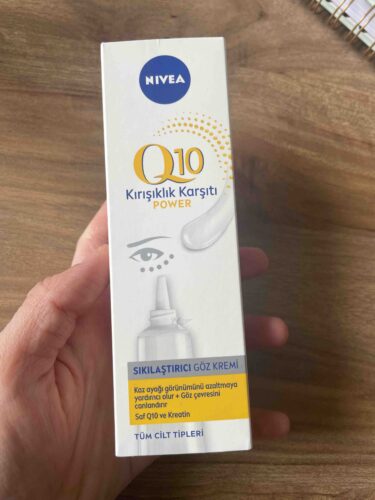 NIVEA
Q10
Kırışıklık Karşıtı
POWER
SIKILAŞTIRICI GÖZ KREMİ
Kaz ayağı görünümünü azaltmaya
yardımcı olur + Göz çevresini
canlandırır
Saf Q10 ve Kreatin
TÜM CİLT TİPLERİ